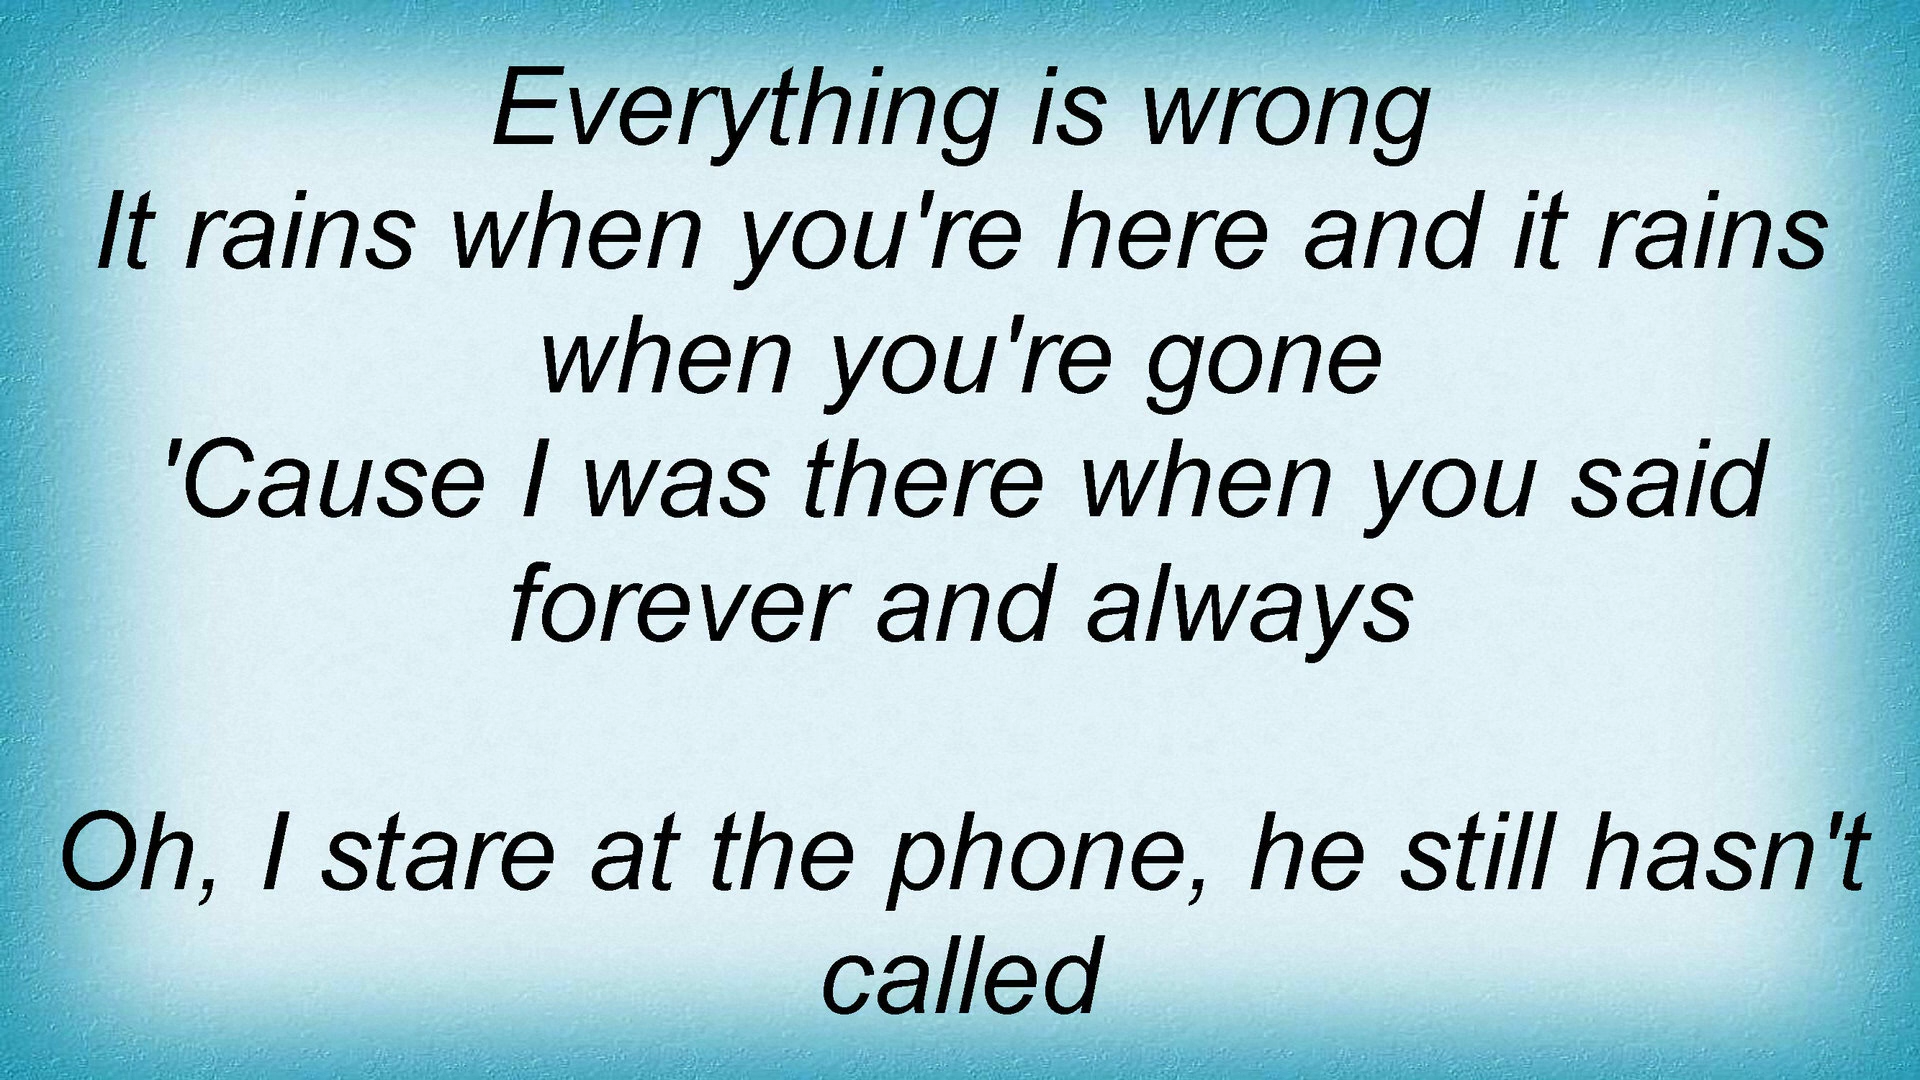 Everything is wrong
It rains when you're here and it rains
when you're gone
'Cause I was there when you said
forever and always
Oh, I stare at the phone, he still hasn't
called